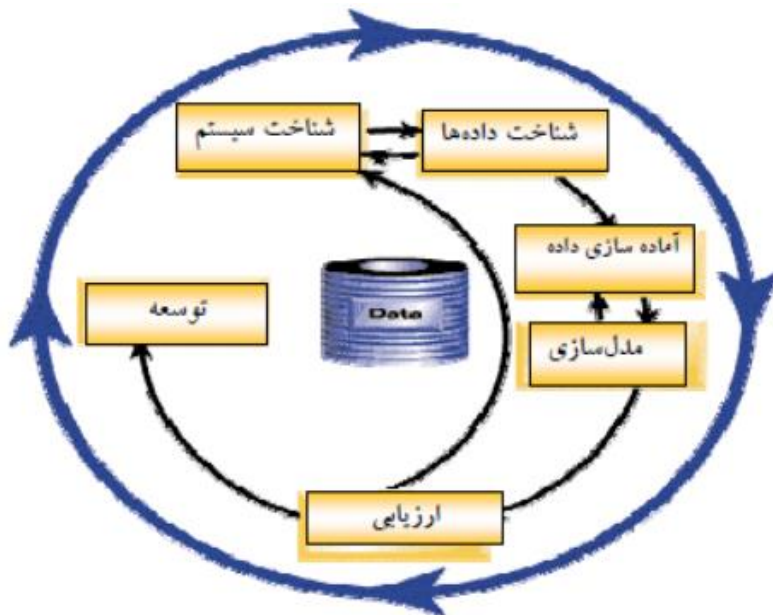 شناخت سیستم
شناخت داده‌ها
آماده سازی داده
مدل‌سازی
Data
توسعه
ارزیابی